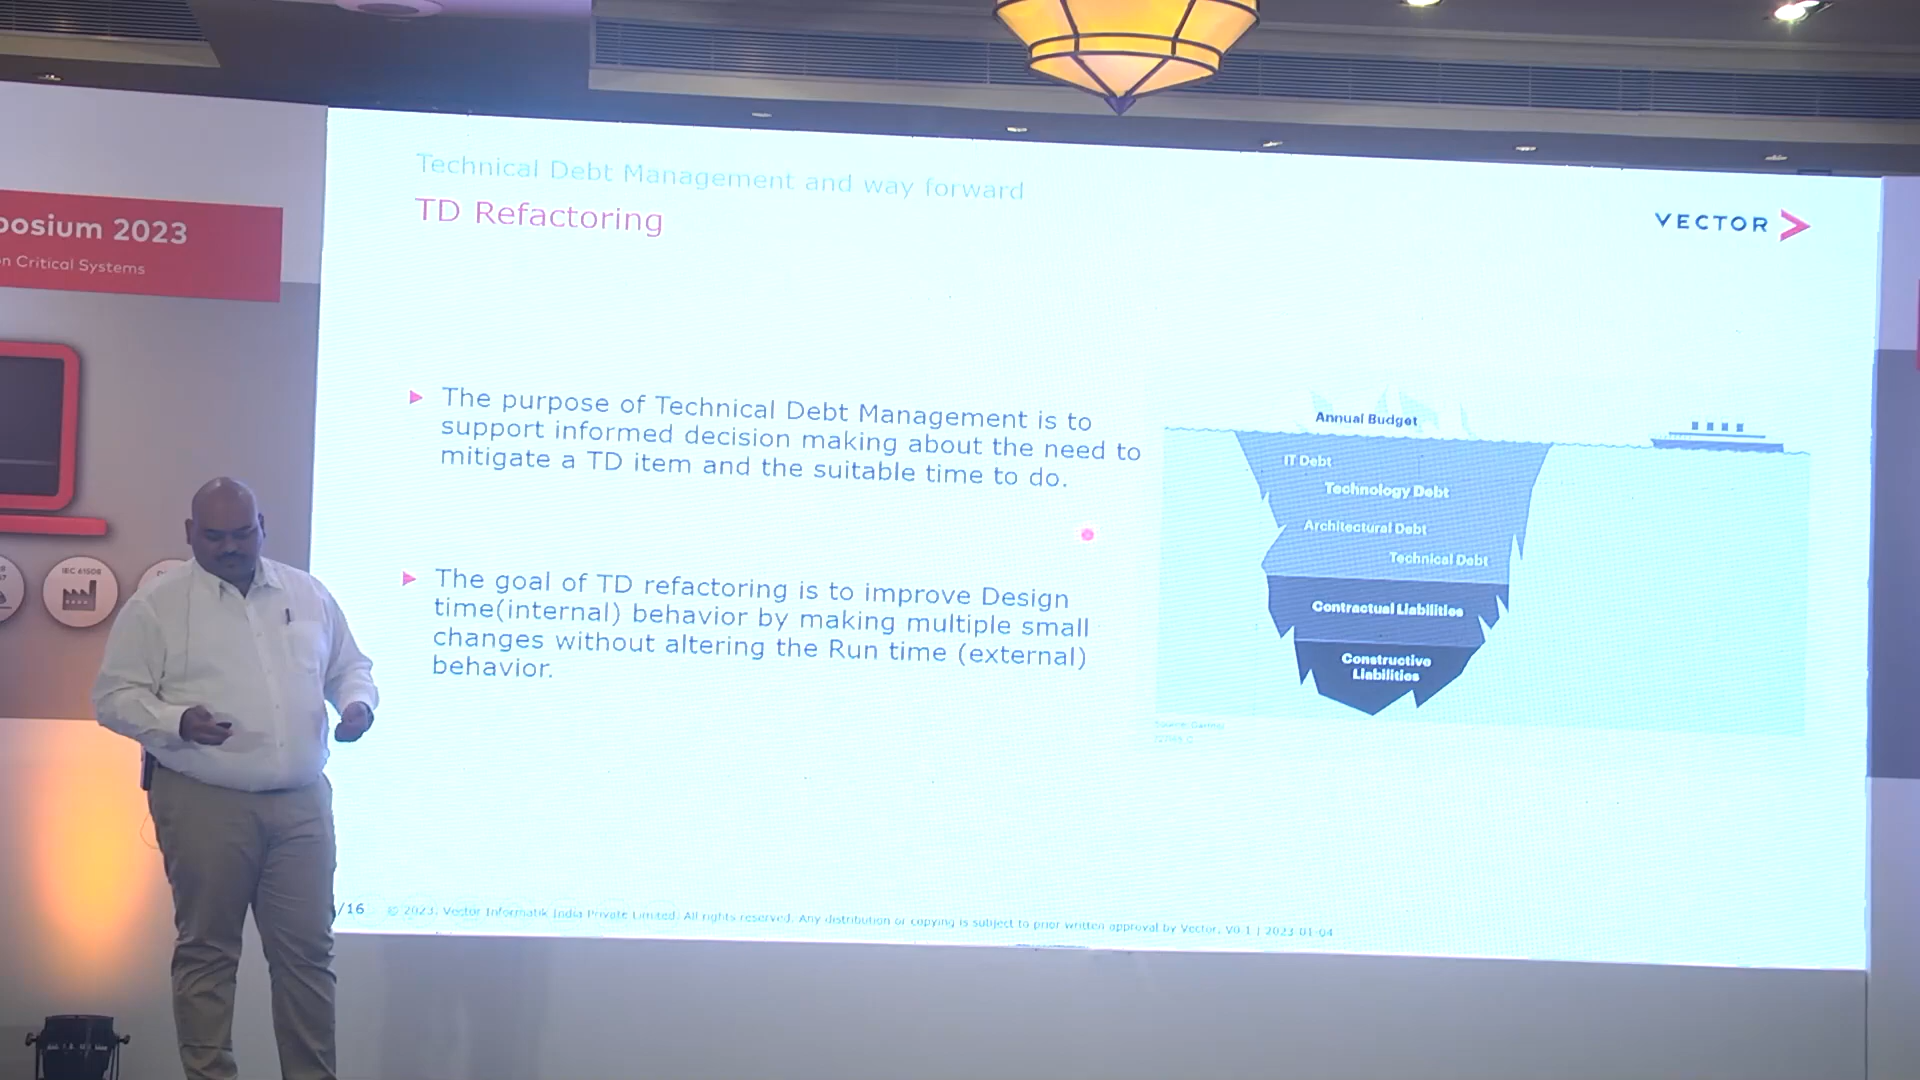 posium 2023
n Critical Systems
IEC 61508
Technical Debt Management and way forward
TD Refactoring
VECTOR
The purpose of Technical Debt Management is to
support informed decision making about the need to
mitigate a TD item and the suitable time to do.
The goal of TD refactoring is to improve Design
time(internal) behavior by making multiple small
changes without altering the Run time (external)
behavior.
Annual Budget
IT Debt
Technology Debt
Architectural Debt
Technical Debt
Contractual Liabilities
Constructive
Liabilities
Source: Gartner
/16
© 2023. Vector Informatik India Private Limited. All rights reserved. Any distribution or copying is subject to prior written approval by Vector. V0.1 | 2023-01-04